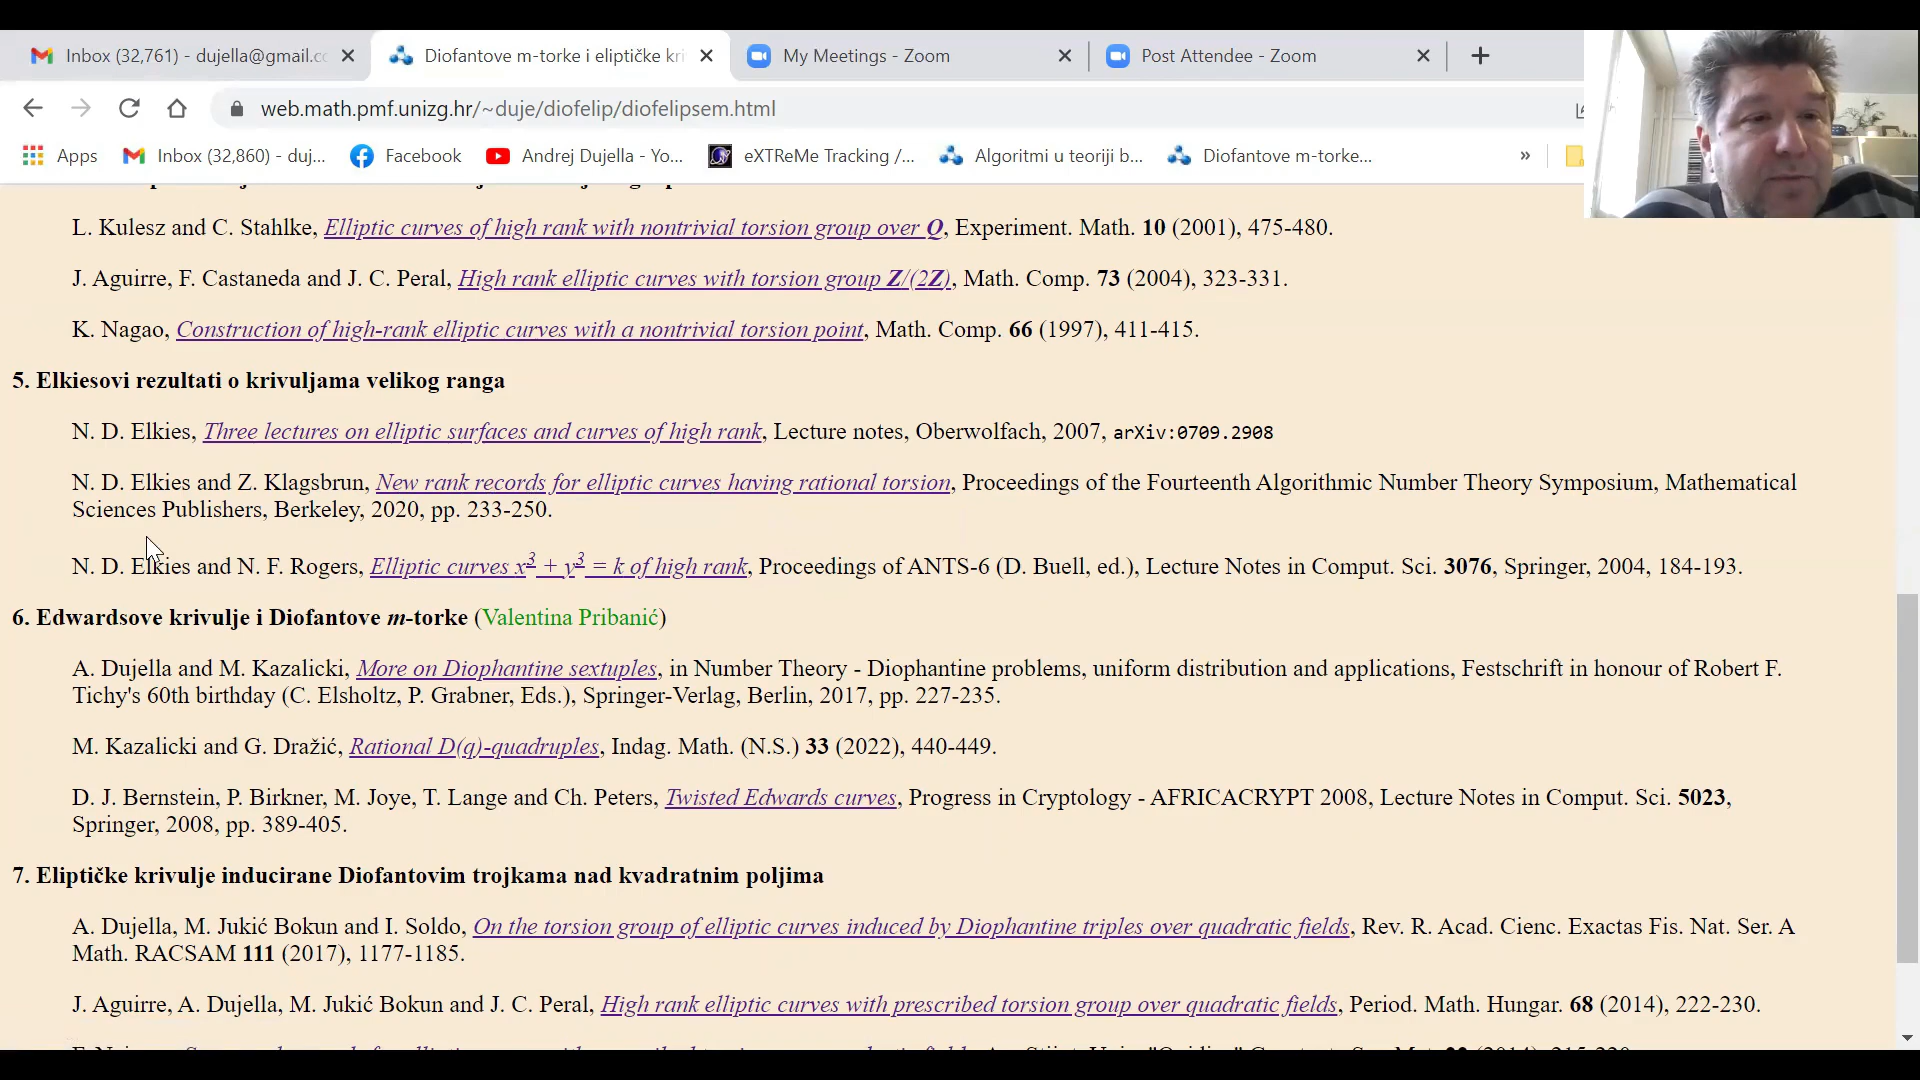 Inbox (32,761) - dujella@gmail.c
Diofantove m-torke i eliptičke kri
My Meetings - Zoom
Post Attendee - Zoom
web.math.pmf.unizg.hr/~duje/diofelip/diofelipsem.html
Apps
Inbox (32,860) - duj...
Facebook
Andrej Dujella - Yo...
eXTReMe Tracking /...
Algoritmi u teoriji b...
Diofantove m-torke...
»
L. Kulesz and C. Stahlke, Elliptic curves of high rank with nontrivial torsion group over Q, Experiment. Math. 10 (2001), 475-480.
J. Aguirre, F. Castaneda and J. C. Peral, High rank elliptic curves with torsion group Z/(2Z), Math. Comp. 73 (2004), 323-331.
K. Nagao, Construction of high-rank elliptic curves with a nontrivial torsion point, Math. Comp. 66 (1997), 411-415.
5. Elkiesovi rezultati o krivuljama velikog ranga
N. D. Elkies, Three lectures on elliptic surfaces and curves of high rank, Lecture notes, Oberwolfach, 2007, arXiv:0709.2908
N. D. Elkies and Z. Klagsbrun, New rank records for elliptic curves having rational torsion, Proceedings of the Fourteenth Algorithmic Number Theory Symposium, Mathematical
Sciences Publishers, Berkeley, 2020, pp. 233-250.
N. D. Elkies and N. F. Rogers, Elliptic curves x³ + y³ = k of high rank, Proceedings of ANTS-6 (D. Buell, ed.), Lecture Notes in Comput. Sci. 3076, Springer, 2004, 184-193.
6. Edwardsove krivulje i Diofantove m-torke (Valentina Pribanić)
A. Dujella and M. Kazalicki, More on Diophantine sextuples, in Number Theory - Diophantine problems, uniform distribution and applications, Festschrift in honour of Robert F.
Tichy's 60th birthday (C. Elsholtz, P. Grabner, Eds.), Springer-Verlag, Berlin, 2017, pp. 227-235.
M. Kazalicki and G. Dražić, Rational D(q)-quadruples, Indag. Math. (N.S.) 33 (2022), 440-449.
D. J. Bernstein, P. Birkner, M. Joye, T. Lange and Ch. Peters, Twisted Edwards curves, Progress in Cryptology - AFRICACRYPT 2008, Lecture Notes in Comput. Sci. 5023,
Springer, 2008, pp. 389-405.
7. Eliptičke krivulje inducirane Diofantovim trojkama nad kvadratnim poljima
A. Dujella, M. Jukić Bokun and I. Soldo, On the torsion group of elliptic curves induced by Diophantine triples over quadratic fields, Rev. R. Acad. Cienc. Exactas Fis. Nat. Ser. A
Math. RACSAM 111 (2017), 1177-1185.
J. Aguirre, A. Dujella, M. Jukić Bokun and J. C. Peral, High rank elliptic curves with prescribed torsion group over quadratic fields, Period. Math. Hungar. 68 (2014), 222-230.